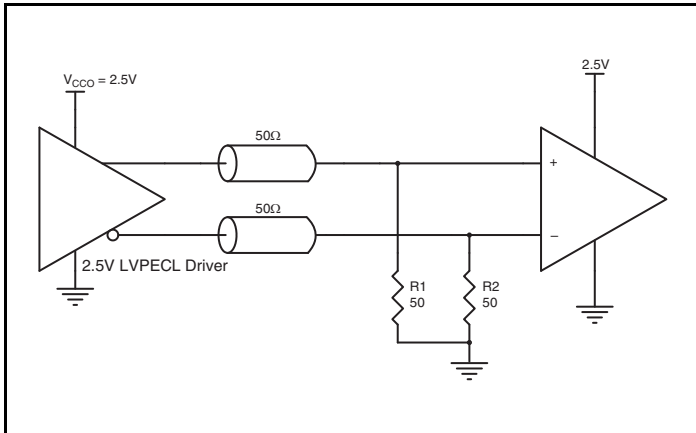 V_CCO = 2.5V
2.5V
50Ω
+
50Ω
–
2.5V LVPECL Driver
R1
50
R2
50